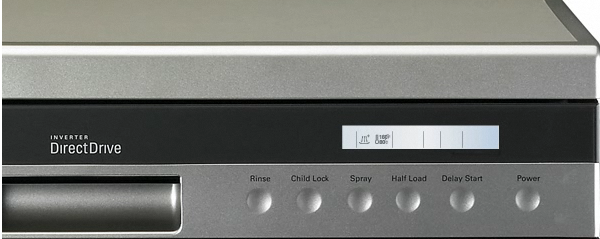 INVERTER
DirectDrive
Rinse Child Lock Spray Half Load Delay Start Power